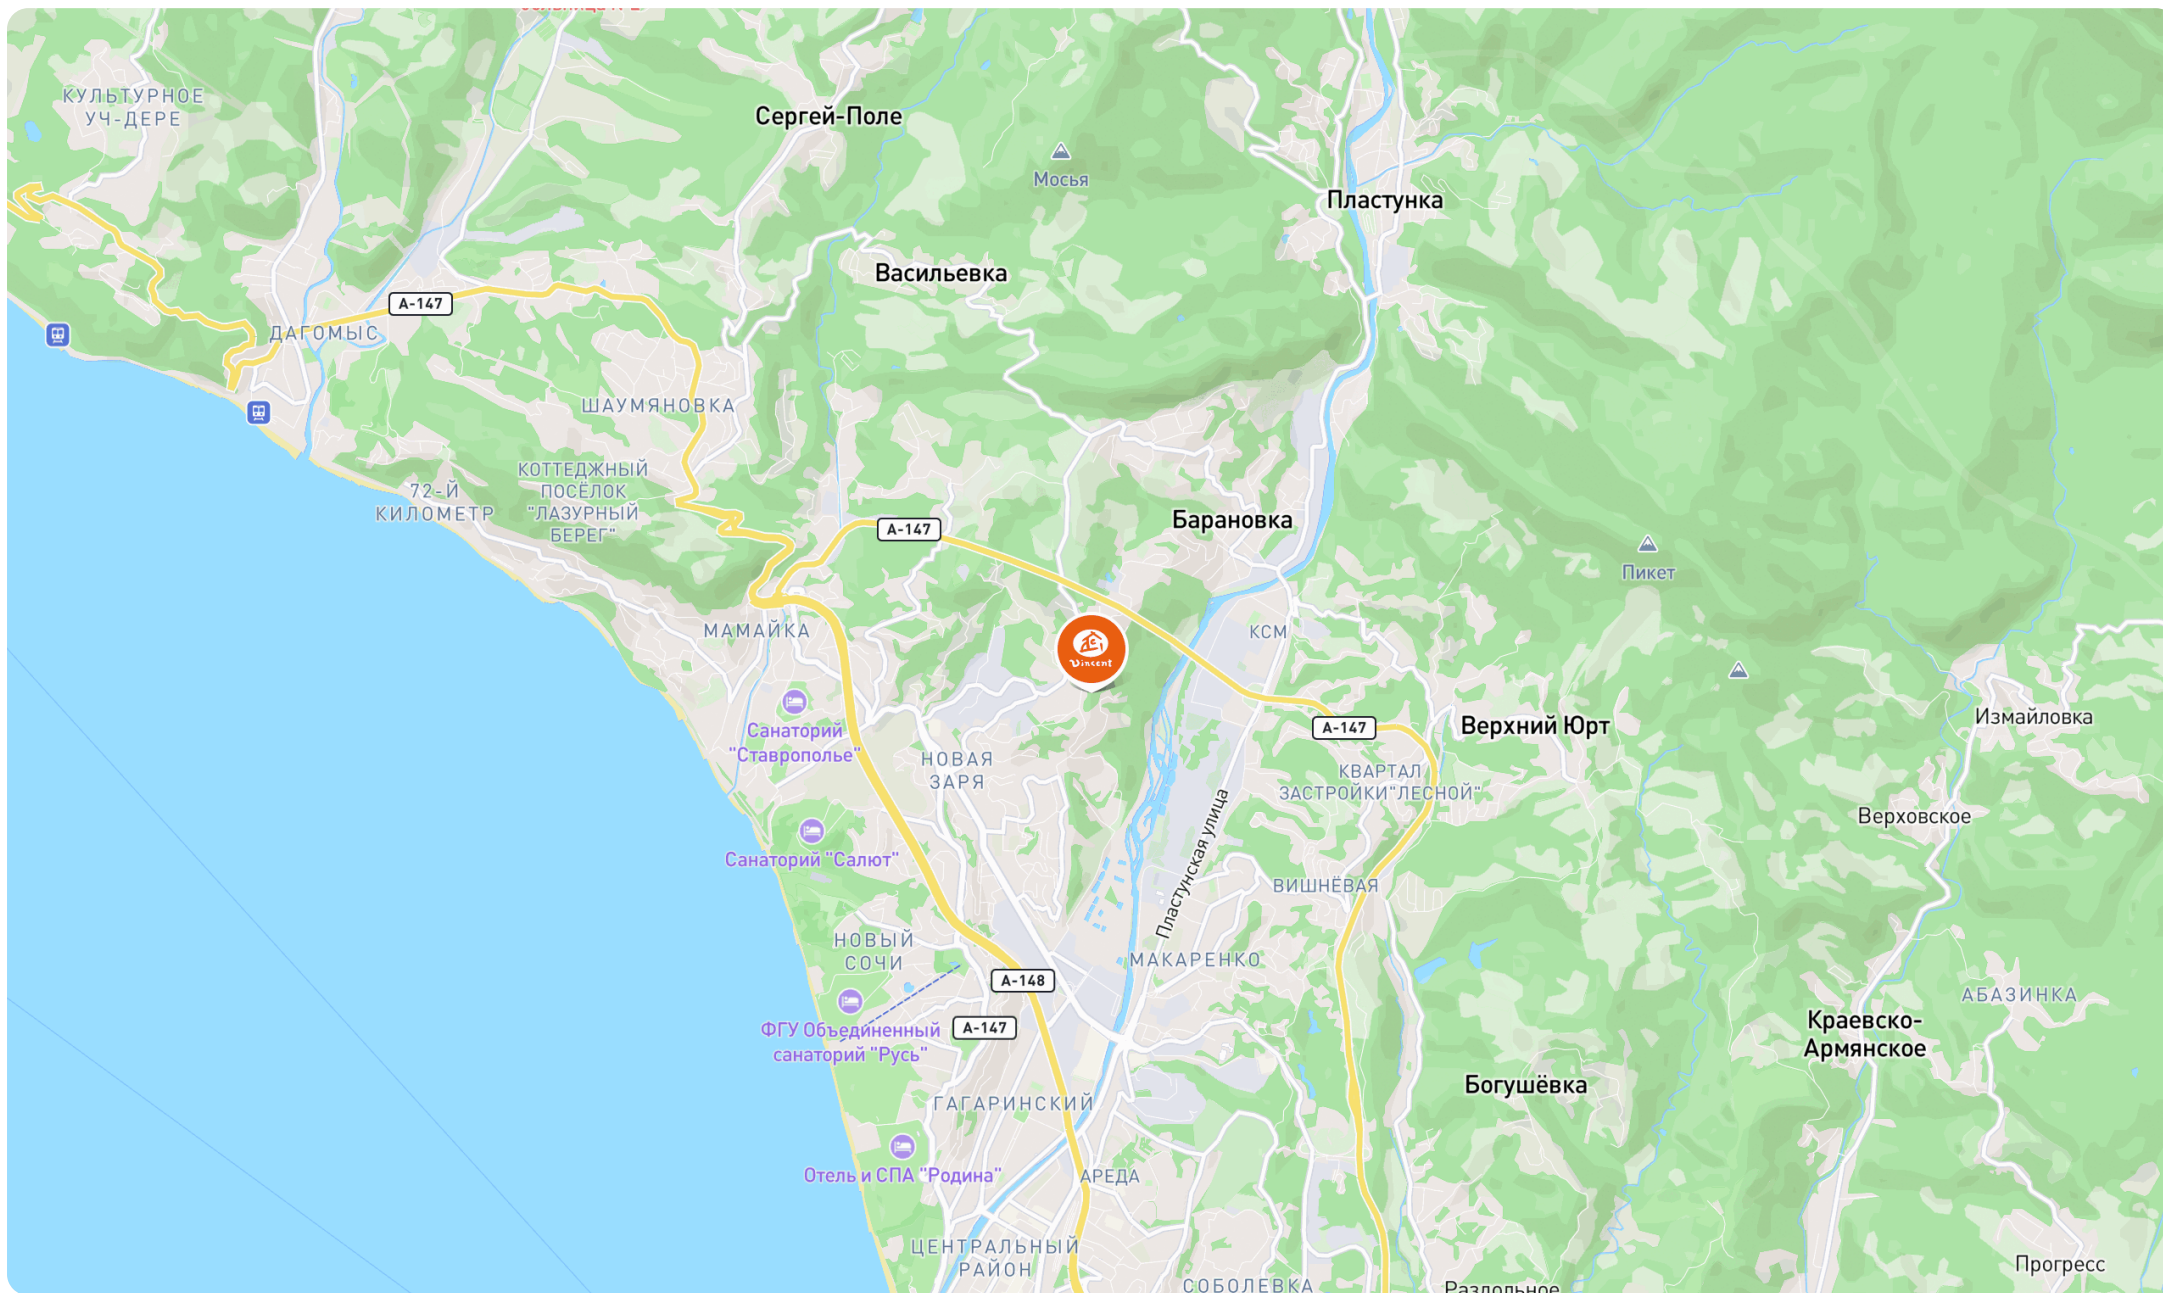 КУЛЬТУРНОЕ
УЧ-ДЕРЕ
Сергей-Поле
Мосья
Пластунка
Васильевка
А-147
ДАГОМЫС
ШАУМЯНОВКА
КОТТЕДЖНЫЙ
ПОСЁЛОК
"ЛАЗУРНЫЙ
БЕРЕГ"
72-Й
КИЛОМЕТР
А-147
Барановка
Пикет
МАМАЙКА
Vincent
КСМ
Санаторий
"Ставрополье"
А-147
Верхний Юрт
Измайловка
НОВАЯ
ЗАРЯ
КВАРТАЛ
ЗАСТРОЙКИ"ЛЕСНОЙ"
Верховское
Санаторий "Салют"
Пластунская улица
ВИШНЁВАЯ
НОВЫЙ
СОЧИ
МАКАРЕНКО
А-148
АБАЗИНКА
ФГУ Объединенный
санаторий "Русь"
А-147
Краевско-
Армянское
Богушёвка
ГАГАРИНСКИЙ
Отель и СПА "Родина"
АРЕДА
ЦЕНТРАЛЬНЫЙ
РАЙОН
СОБОЛЕВКА
Раздольное
Прогресс